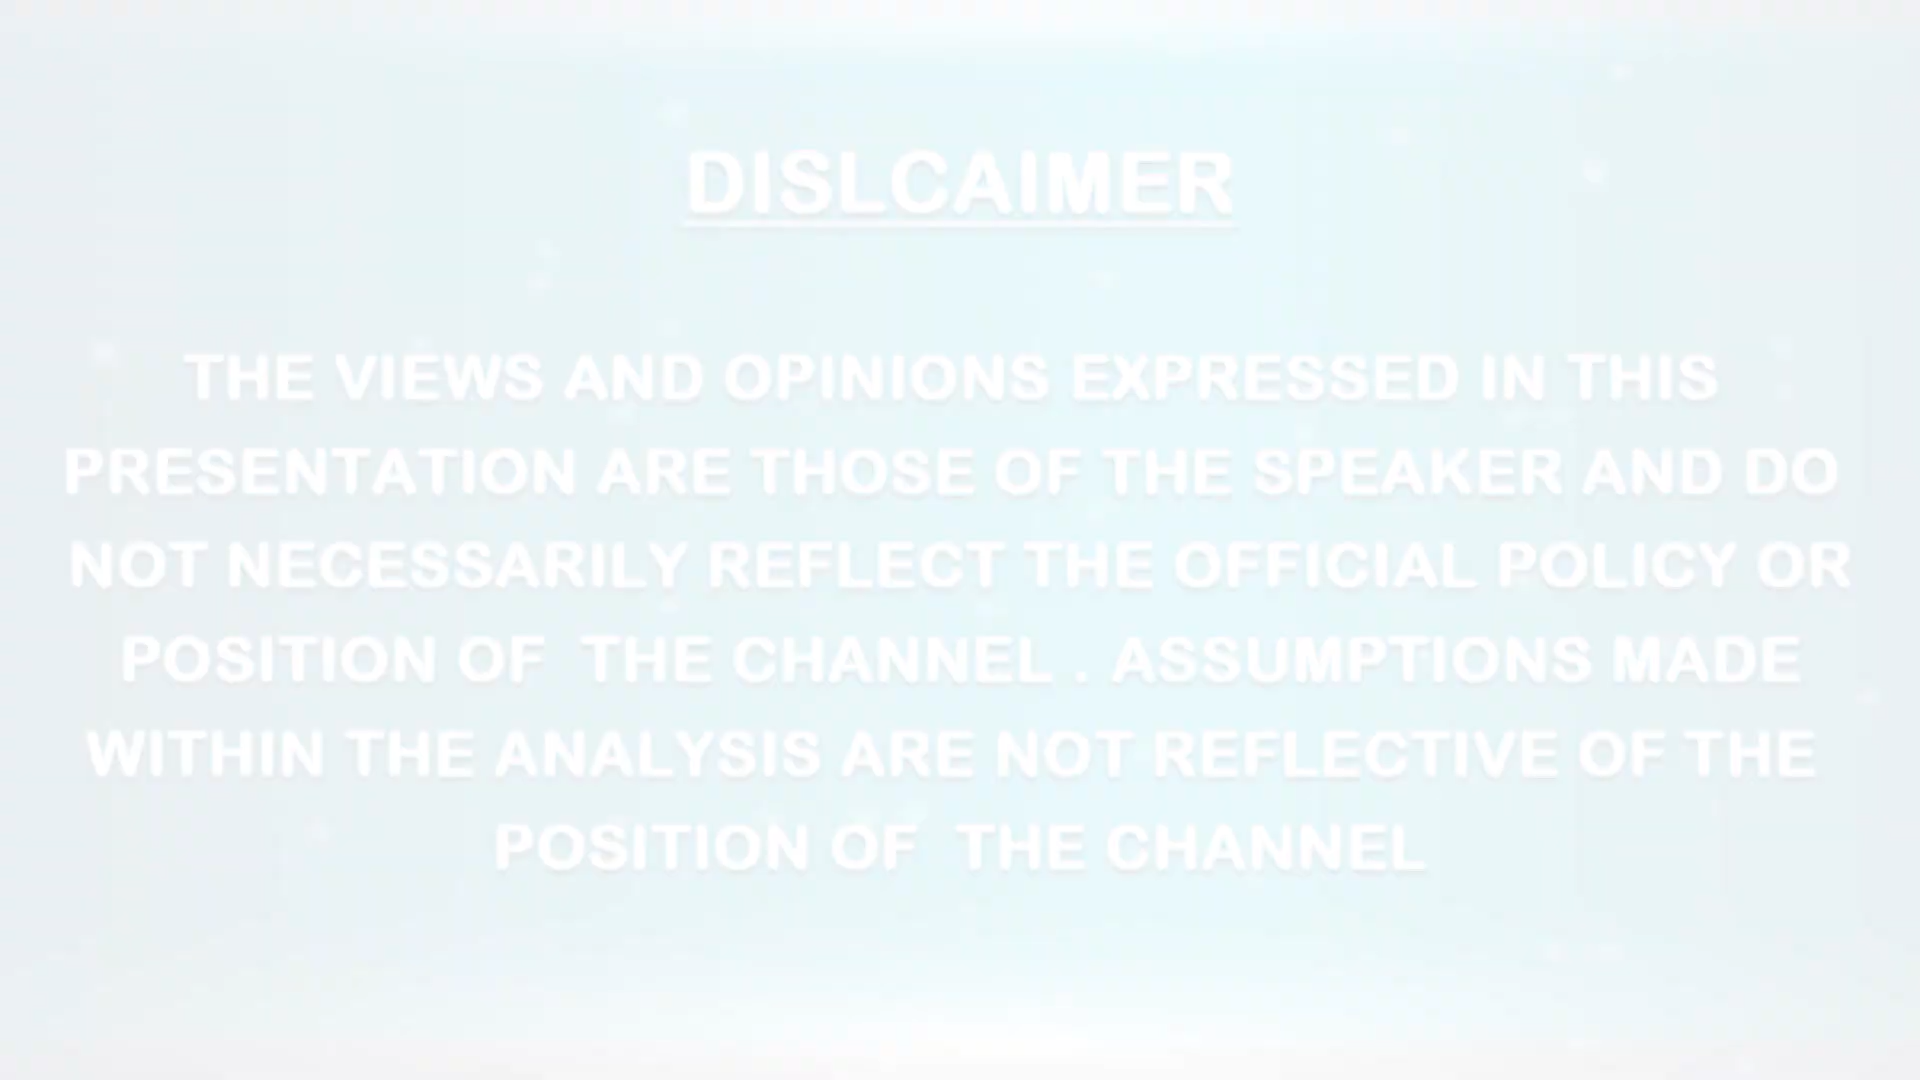 DISLCAIMER
THE VIEWS AND OPINIONS EXPRESSED IN THIS
PRESENTATION ARE THOSE OF THE SPEAKER AND DO
NOT NECESSARILY REFLECT THE OFFICIAL POLICY OR
POSITION OF  THE CHANNEL . ASSUMPTIONS MADE
WITHIN THE ANALYSIS ARE NOT REFLECTIVE OF THE
POSITION OF  THE CHANNEL